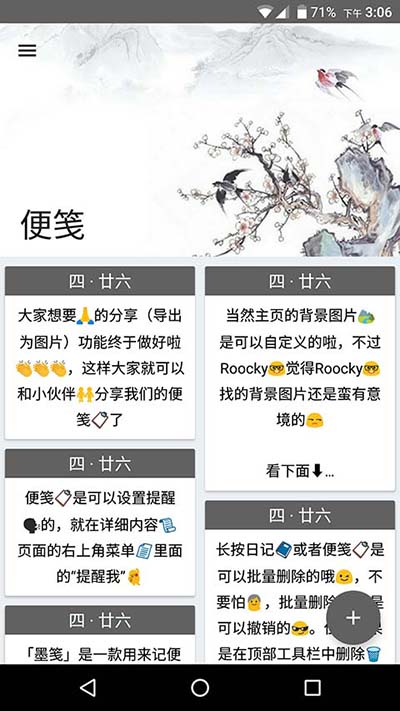 71% 下午 3:06
便笺
四 · 廿六
大家想要🙏的分享（导出
为图片）功能终于做好啦
👏👏👏，这样大家就可以
和小伙伴👬分享我们的便
笺📋了
四 · 廿六
便笺📋是可以设置提醒
🗣的，就在详细内容📜
页面的右上角菜单📄里面
的“提醒我”🤙
四 · 廿六
「墨笺」是一款用来记便
四 · 廿六
当然主页的背景图片🏞
是可以自定义的啦，不过
Roocky🤓觉得Roocky🤓
找的背景图片还是蛮有意
境的😏
看下面⬇...
四 · 廿六
长按日记📘或者便笺📋是
可以批量删除的哦😉，不
要怕👵，批量删除
可以撤销的😎。
是在顶部工具栏中删除🗑